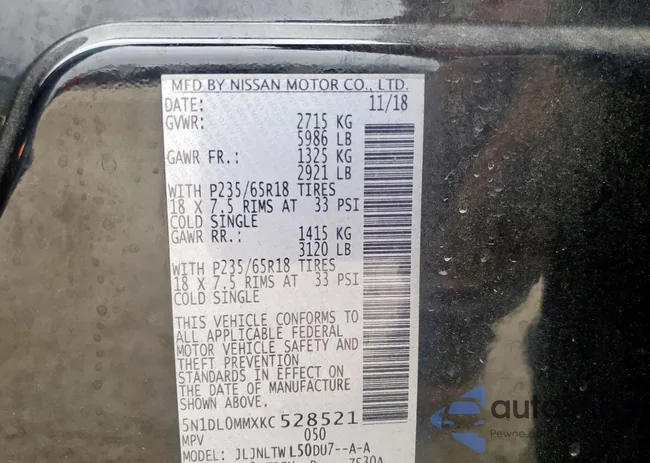 MFD BY NISSAN MOTOR CO., LTD.
DATE: 11/18
GVWR: 2715 KG
5986 LB
GAWR FR.: 1325 KG
2921 LB
WITH P235/65R18 TIRES
18 X 7.5 RIMS AT 33 PSI
COLD SINGLE
GAWR RR.: 1415 KG
3120 LB
WITH P235/65R18 TIRES
18 X 7.5 RIMS AT 33 PSI
COLD SINGLE
THIS VEHICLE CONFORMS TO
ALL APPLICABLE FEDERAL
MOTOR VEHICLE SAFETY AND
THEFT PREVENTION
STANDARDS IN EFFECT ON
THE DATE OF MANUFACTURE
SHOWN ABOVE.
5N1DL0MMXKC528521
MPV 050
MODEL: JLJNLTWL50DU7--A-A
Pewne